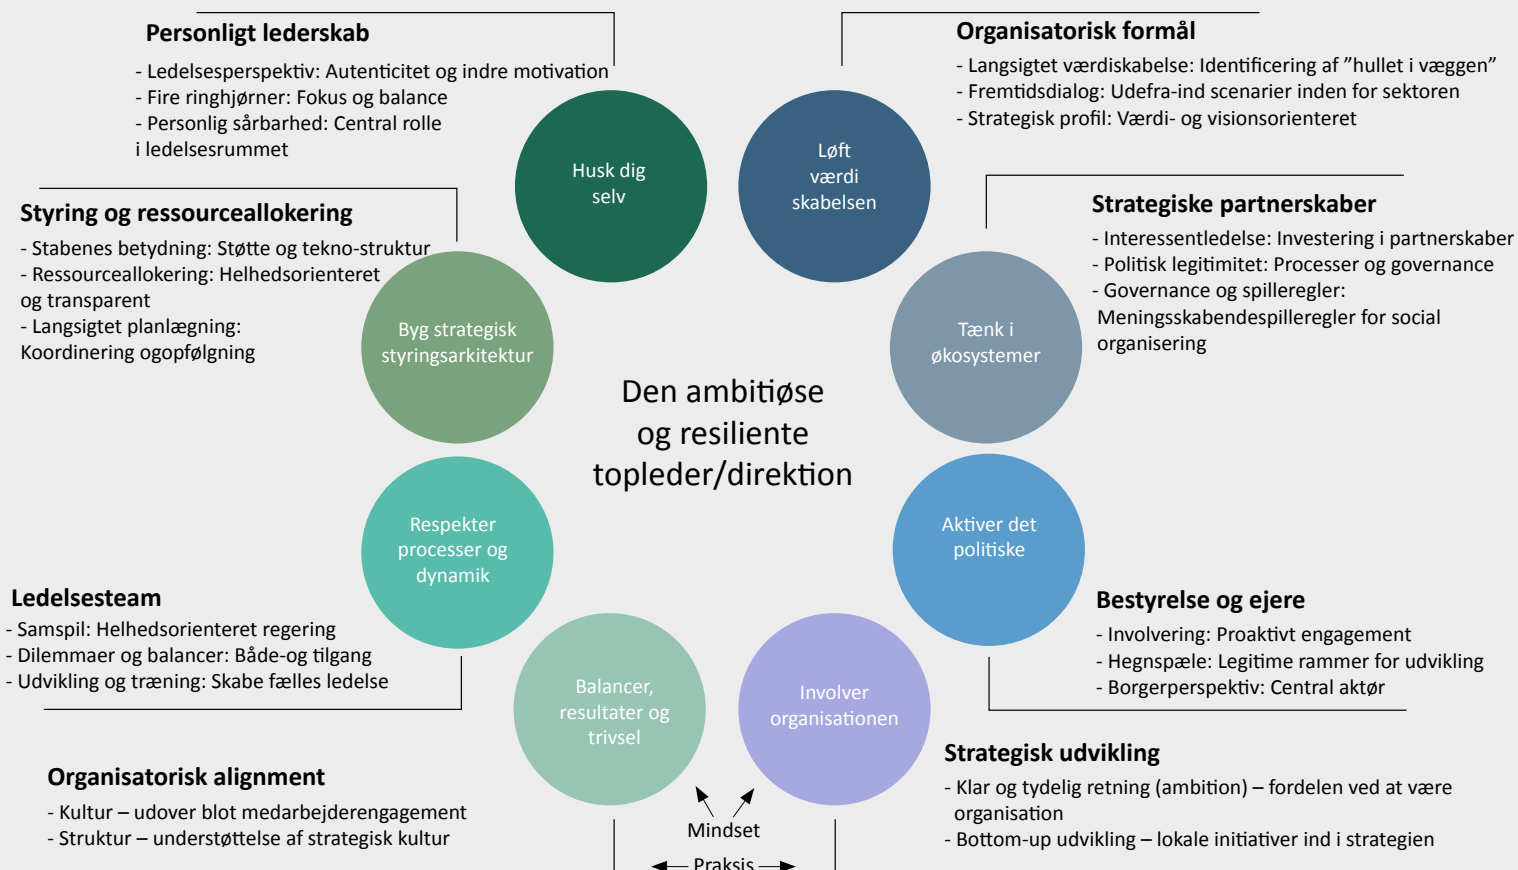 Personligt lederskab
- Ledelsesperspektiv: Autenticitet og indre motivation
- Fire ringhjørner: Fokus og balance
- Personlig sårbarhed: Central rolle
i ledelsesrummet
Organisatorisk formål
- Langsigtet værdiskabelse: Identificering af ”hullet i væggen”
- Fremtidsdialog: Udefra-ind scenarier inden for sektoren
- Strategisk profil: Værdi- og visionsorienteret
Husk dig
selv
Løft
værdi
skabelsen
Styring og ressourceallokering
- Stabenes betydning: Støtte og tekno-struktur
- Ressourceallokering: Helhedsorienteret
og transparent
- Langsigtet planlægning:
Koordinering ogopfølgning
Strategiske partnerskaber
- Interessentledelse: Investering i partnerskaber
- Politisk legitimitet: Processer og governance
- Governance og spilleregler:
Meningsskabendespilleregler for social
organisering
Byg strategisk
styringsarkitektur
Tænk i
økosystemer
Den ambitiøse
og resiliente
topleder/direktion
Respekter
processer og
dynamik
Aktiver det
politiske
Ledelsesteam
- Samspil: Helhedsorienteret regering
- Dilemmaer og balancer: Både-og tilgang
- Udvikling og træning: Skabe fælles ledelse
Bestyrelse og ejere
- Involvering: Proaktivt engagement
- Hegnspæle: Legitime rammer for udvikling
- Borgerperspektiv: Central aktør
Balancer,
resultater og
trivsel
Involver
organisationen
Organisatorisk alignment
- Kultur – udover blot medarbejderengagement
- Struktur – understøttelse af strategisk kultur
Strategisk udvikling
- Klar og tydelig retning (ambition) – fordelen ved at være
organisation
- Bottom-up udvikling – lokale initiativer ind i strategien
Mindset
Praksis